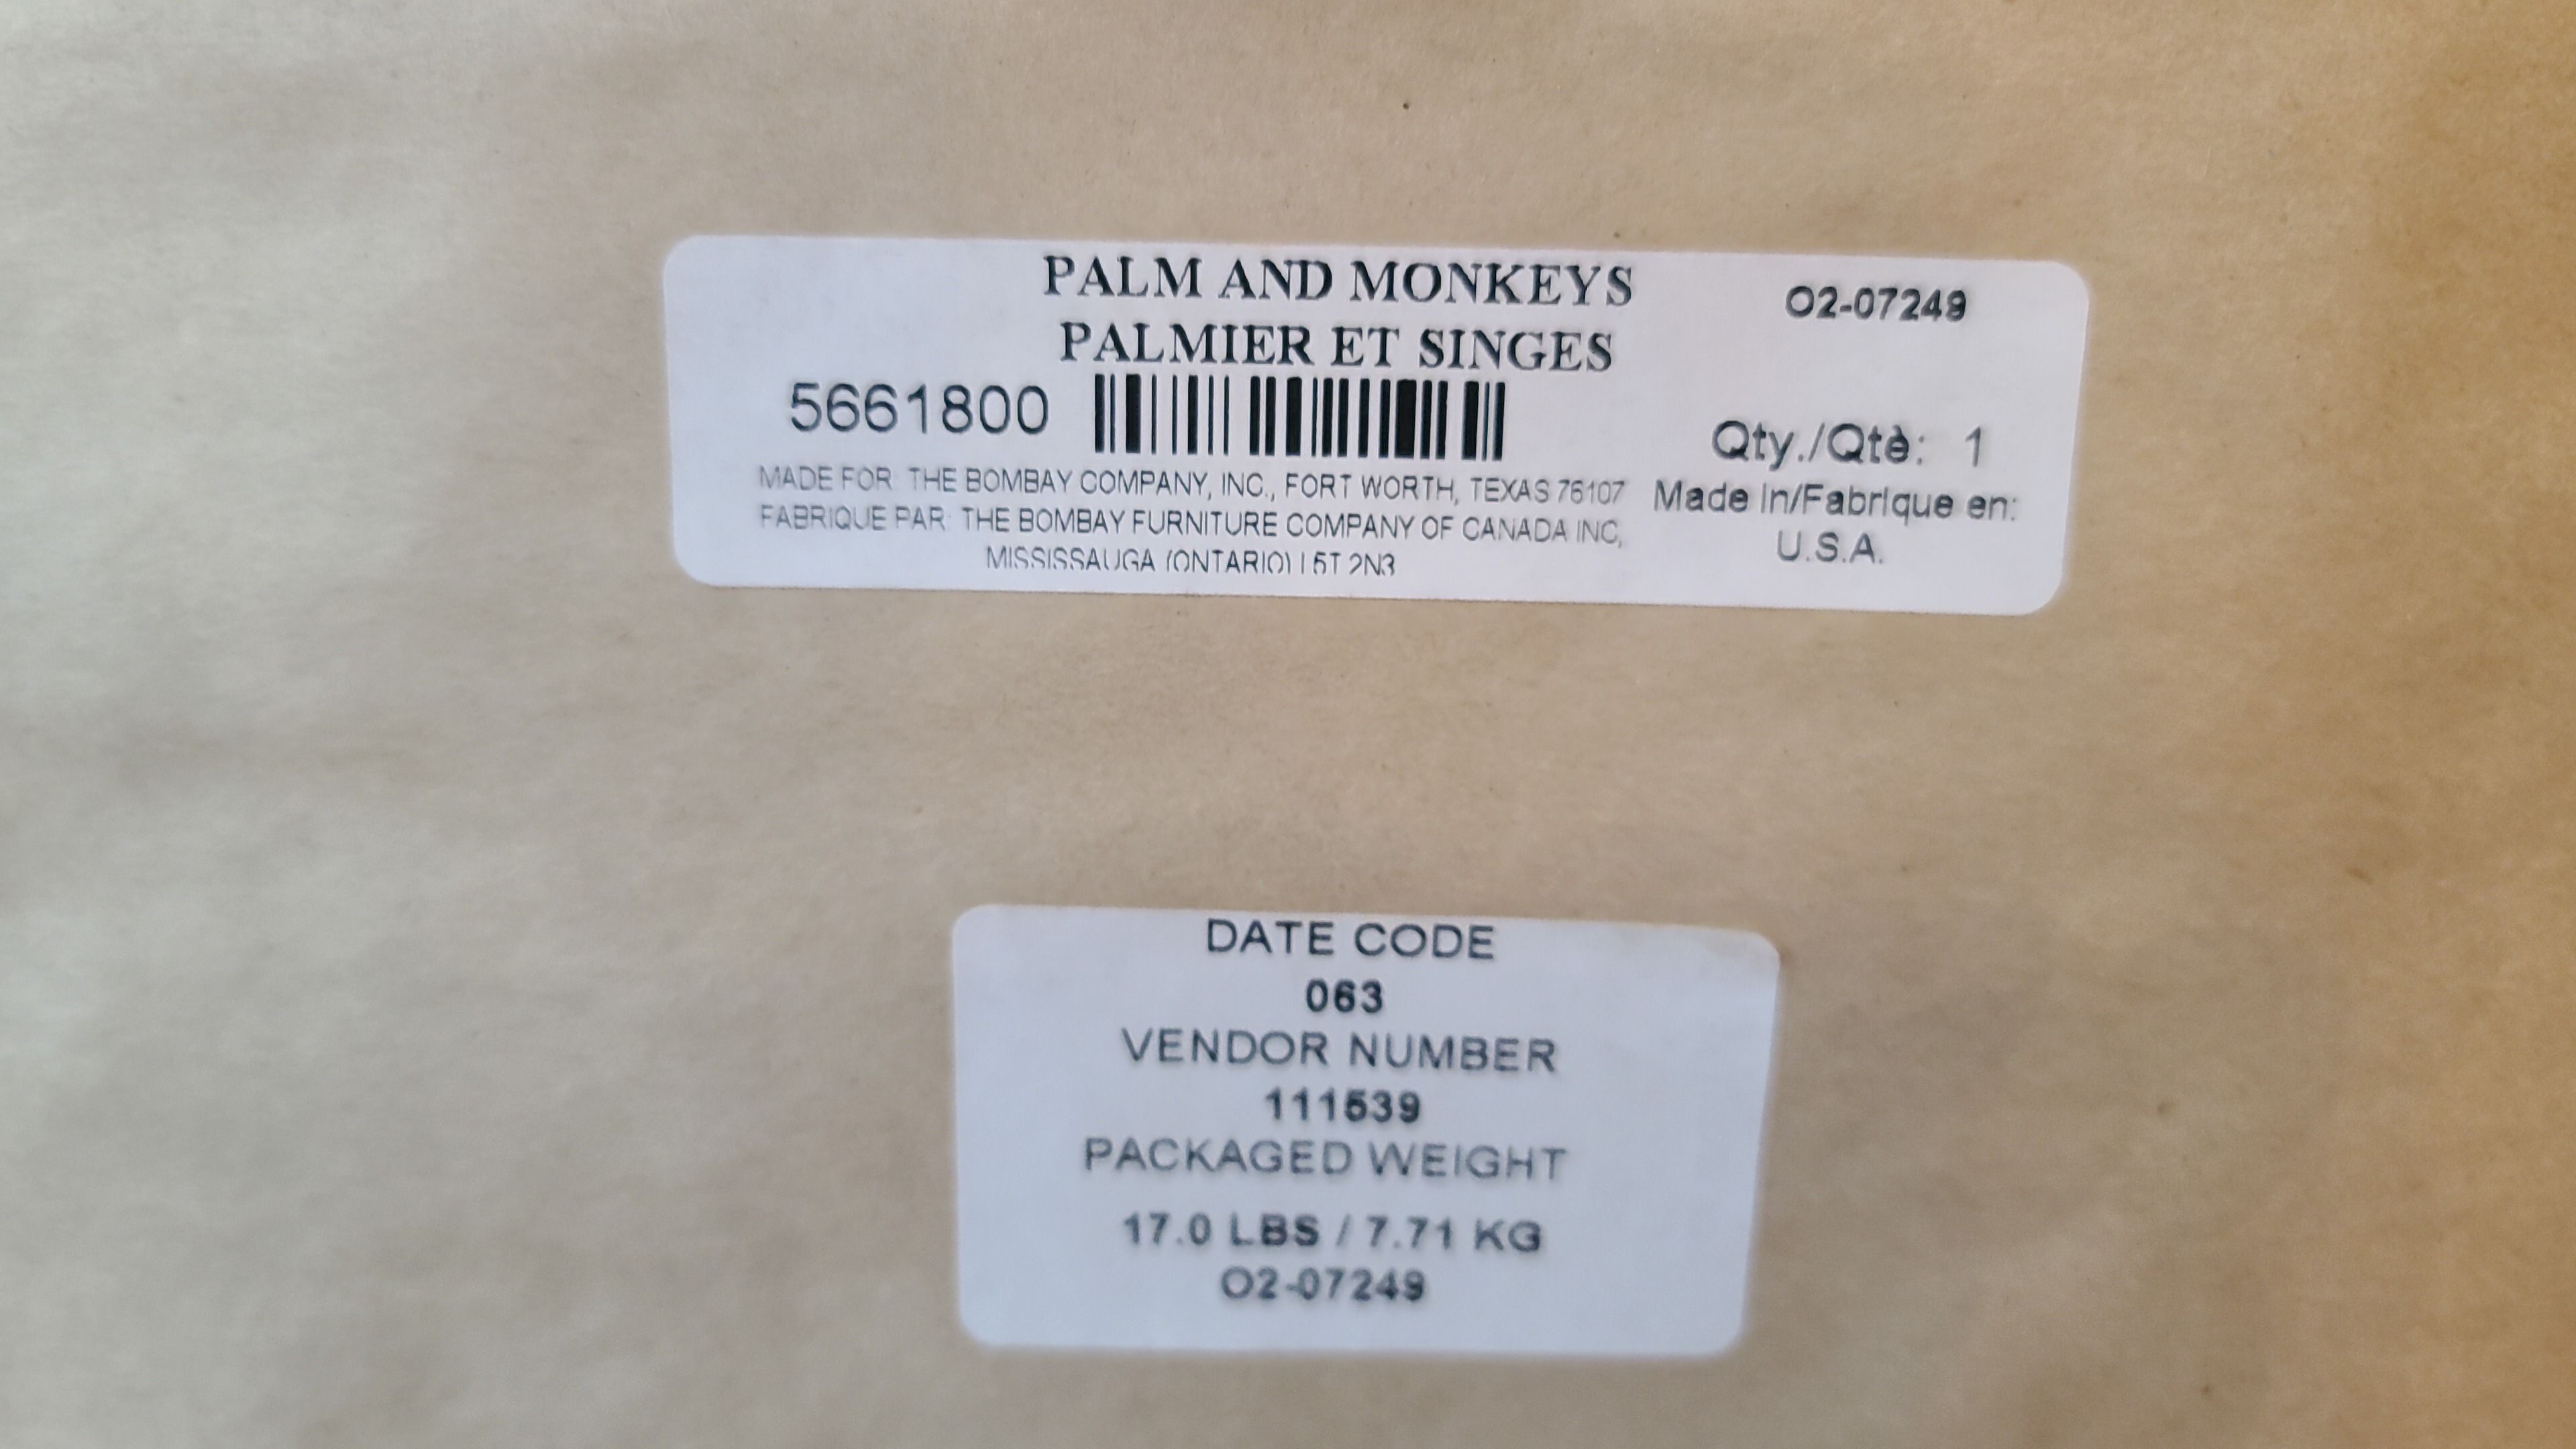 PALM AND MONKEYS
PALMIER ET SINGES
O2-07249
5661800
Qty./Qtè: 1
MADE FOR: THE BOMBAY COMPANY, INC., FORT WORTH, TEXAS 76107
FABRIQUE PAR: THE BOMBAY FURNITURE COMPANY OF CANADA INC,
MISSISSAUGA (ONTARIO) L5T 2N3
Made in/Fabrique en:
U.S.A.
DATE CODE
063
VENDOR NUMBER
111539
PACKAGED WEIGHT
17.0 LBS / 7.71 KG
O2-07249